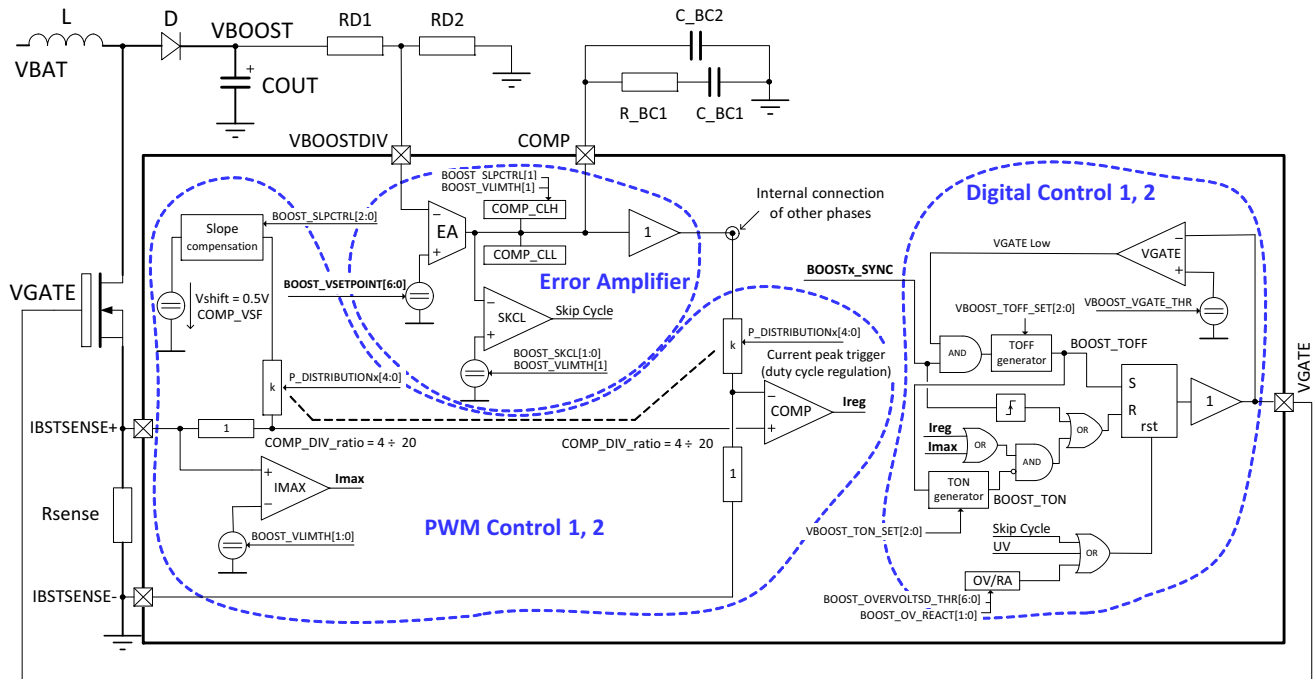 L
D
VBOOST
RD1
RD2
C_BC2
VBAT
+
COUT
R_BC1
C_BC1
VBOOSTDIV
COMP
BOOST_SLPCTRL[1]
BOOST_VLIMTH[1]
Internal connection
of other phases
Digital Control 1, 2
BOOST_SLPCTRL[2:0]
Slope
compensation
−
EA
+
COMP_CLH
COMP_CLL
1
VGATE Low
−
VGATE
+
Error Amplifier
BOOSTx_SYNC
VGATE
Vshift = 0.5V
COMP_VSF
BOOST_VSETPOINT[6:0]
−
SKCL
+
Skip Cycle
VBOOST_TOFF_SET[2:0]
VBOOST_VGATE_THR
P_DISTRIBUTIONx[4:0]
k
AND
TOFF
generator
BOOST_TOFF
BOOST_SKCL[1:0]
BOOST_VLIMTH[1]
Current peak trigger
(duty cycle regulation)
P_DISTRIBUTIONx[4:0]
k
S
R
rst
1
VGATE
−
COMP
+
Ireg
IBSTSENSE+
1
COMP_DIV_ratio = 4 ÷ 20
COMP_DIV_ratio = 4 ÷ 20
Ireg
Imax
OR
AND
OR
+
IMAX
−
Imax
1
TON
generator
BOOST_TON
Rsense
PWM Control 1, 2
VBOOST_TON_SET[2:0]
BOOST_VLIMTH[1:0]
Skip Cycle
UV
OR
OV/RA
IBSTSENSE-
BOOST_OVERVOLTSD_THR[6:0]
BOOST_OV_REACT[1:0]